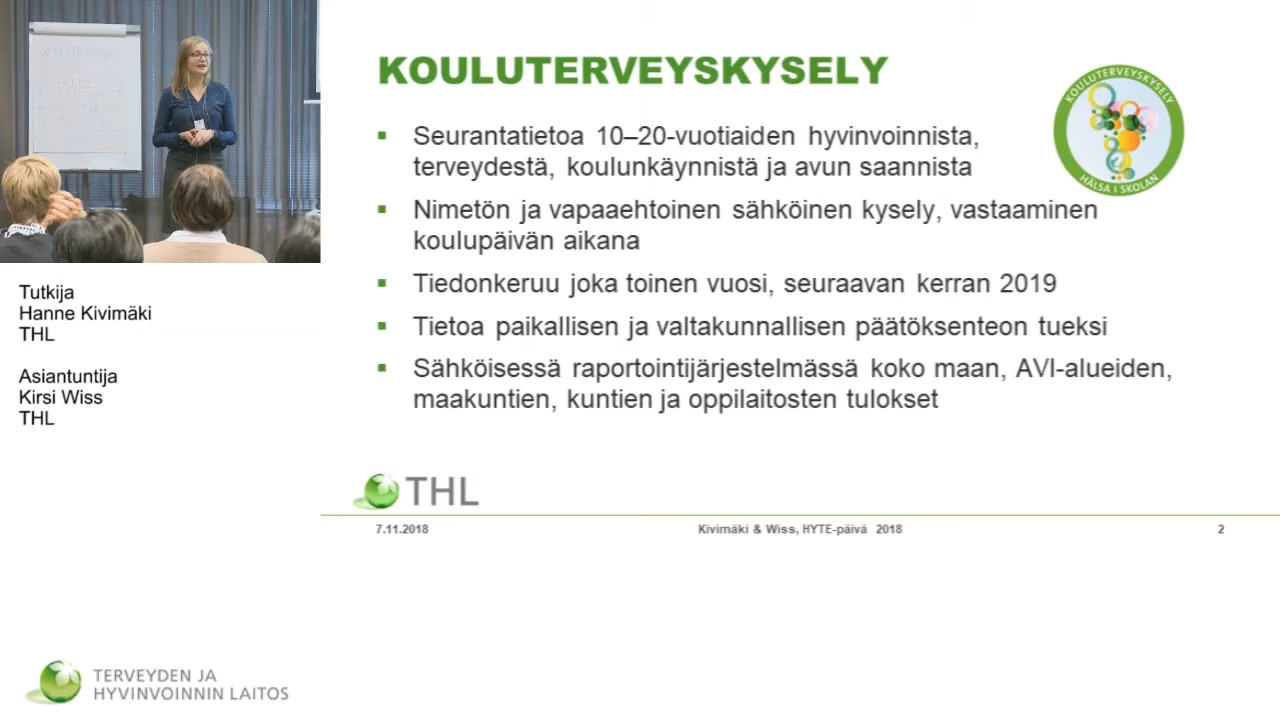 KOULUTERVEYSKYSELY
KOULUTERVEYSKYSELY
HÄLSA I SKOLAN
Seurantatietoa 10–20-vuotiaiden hyvinvoinnista,
terveydestä, koulunkäynnistä ja avun saannista
Nimetön ja vapaaehtoinen sähköinen kysely, vastaaminen
koulupäivän aikana
Tiedonkeruu joka toinen vuosi, seuraavan kerran 2019
Tietoa paikallisen ja valtakunnallisen päätöksenteon tueksi
Sähköisessä raportointijärjestelmässä koko maan, AVI-alueiden,
maakuntien, kuntien ja oppilaitosten tulokset
THL
7.11.2018 Kivimäki & Wiss, HYTE-päivä 2018 2
Tutkija
Hanne Kivimäki
THL
Asiantuntija
Kirsi Wiss
THL
TERVEYDEN JA
HYVINVOINNIN LAITOS